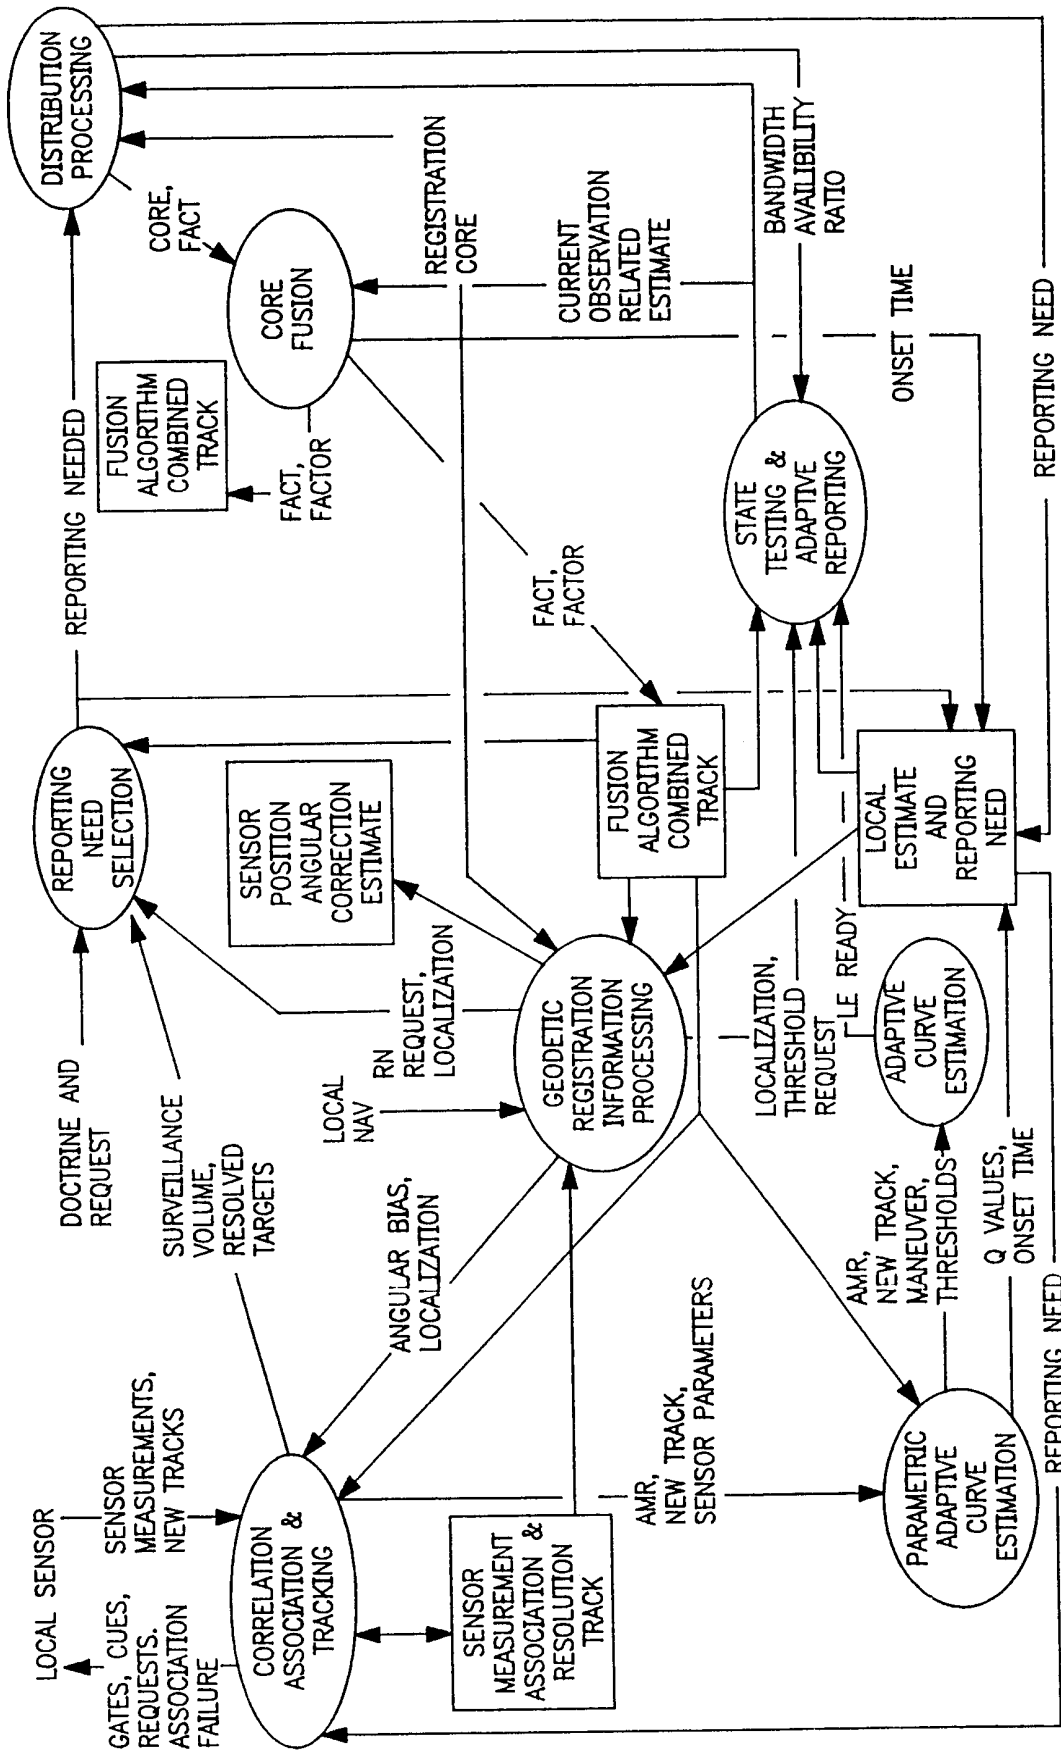 LOCAL SENSOR
GATES, CUES,
REQUESTS.
ASSOCIATION
FAILURE
SENSOR
MEASUREMENTS,
NEW TRACKS
CORRELATION
ASSOCIATION &
TRACKING
SENSOR
MEASUREMENT
ASSOCIATION &
RESOLUTION
TRACK
DOCTRINE AND
REQUEST
SURVEILLANCE
VOLUME,
RESOLVED
TARGETS
ANGULAR BIAS,
LOCALIZATION
AMR,
NEW TRACK,
SENSOR PARAMETERS
PARAMETRIC
ADAPTIVE
CURVE
ESTIMATION
REPORTING NEED
AMR,
NEW TRACK,
MANEUVER,
THRESHOLDS
Q VALUES,
ONSET TIME
LOCAL
NAV
RN
REQUEST,
LOCALIZATION
GEODETIC
REGISTRATION
INFORMATION
PROCESSING
LOCALIZATION,
THRESHOLD
REQUEST
LE READY
ADAPTIVE
CURVE
ESTIMATION
REPORTING
NEED
SELECTION
SENSOR
POSITION
ANGULAR
CORRECTION
ESTIMATE
FUSION
ALGORITHM
COMBINED
TRACK
LOCAL
ESTIMATE
AND
REPORTING
NEED
REPORTING NEEDED
FACT,
FACTOR
STATE
TESTING &
ADAPTIVE
REPORTING
FUSION
ALGORITHM
COMBINED
TRACK
FACT,
FACTOR
CORE
FUSION
CURRENT
OBSERVATION
RELATED
ESTIMATE
ONSET TIME
REPORTING NEED
DISTRIBUTION
PROCESSING
CORE,
FACT
REGISTRATION
CORE
BANDWIDTH
AVAILIBILITY
RATIO